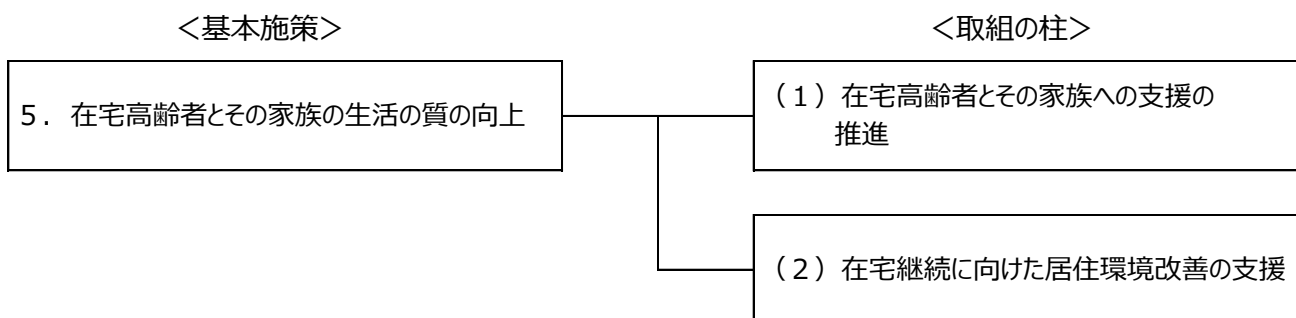 ＜基本施策＞
＜取組の柱＞
５．在宅高齢者とその家族の生活の質の向上
（１）在宅高齢者とその家族への支援の
推進
（２）在宅継続に向けた居住環境改善の支援